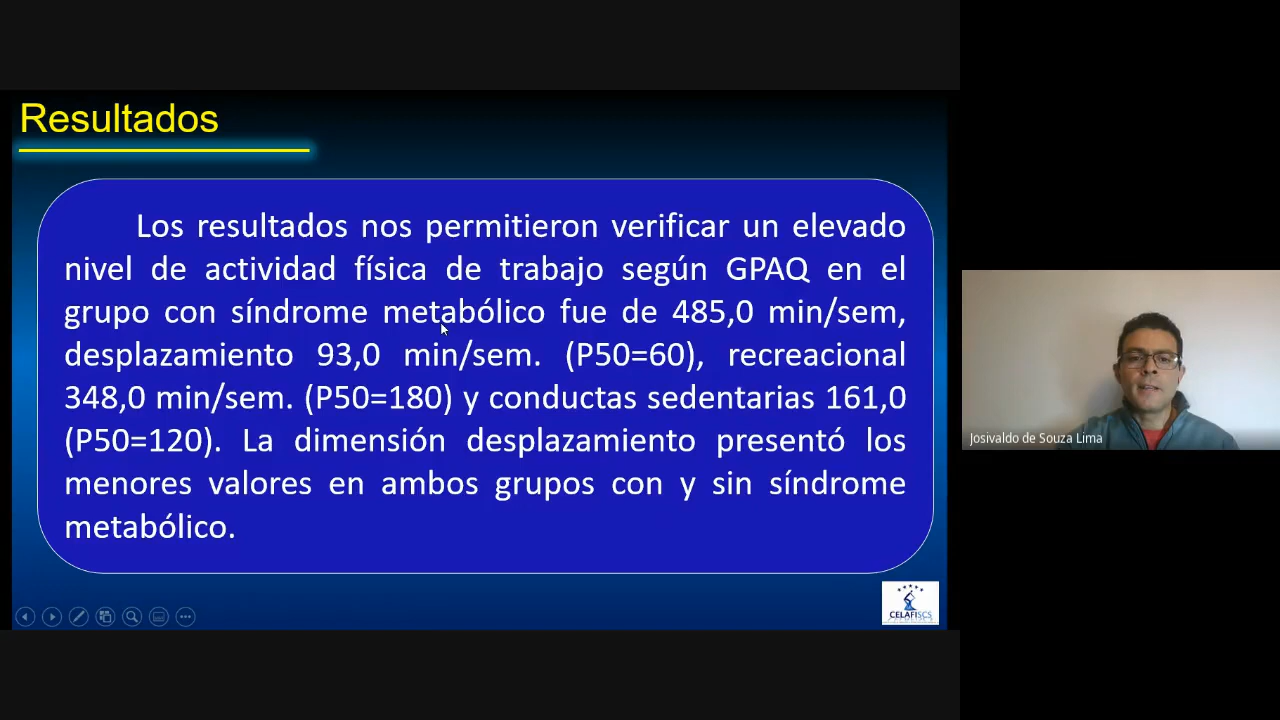 Resultados
Los resultados nos permitieron verificar un elevado
nivel de actividad física de trabajo según GPAQ en el
grupo con síndrome metabólico fue de 485,0 min/sem,
desplazamiento 93,0 min/sem. (P50=60), recreacional
348,0 min/sem. (P50=180) y conductas sedentarias 161,0
(P50=120). La dimensión desplazamiento presentó los
menores valores en ambos grupos con y sin síndrome
metabólico.
CELAFISCS
Josivaldo de Souza Lima